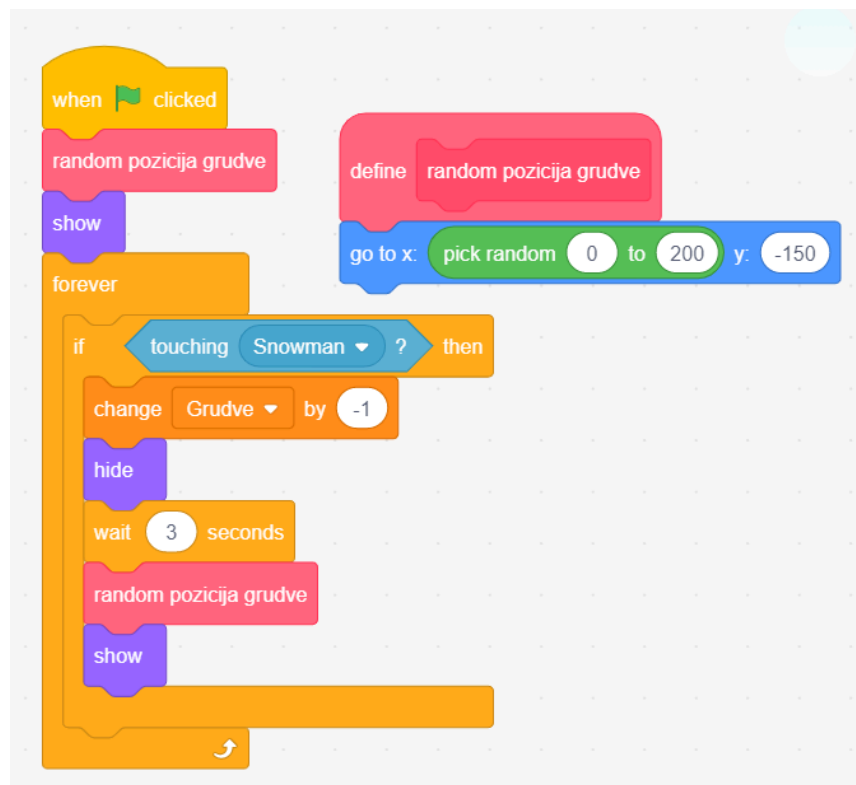 when clicked
random pozicija grudve
show
forever
if touching Snowman ? then
change Grudve by -1
hide
wait 3 seconds
random pozicija grudve
show
define random pozicija grudve
go to x: pick random 0 to 200 y: -150